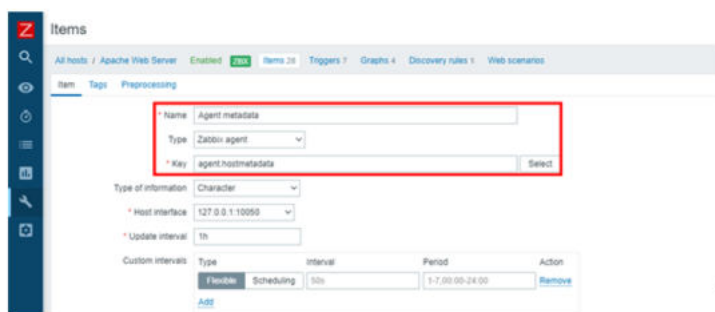 Z
Items
All hosts / Apache Web Server Enabled ZBX Items 28 Triggers 7 Graphs 4 Discovery rules 1 Web scenarios
Item Tags Preprocessing
* Name Agent metadata
Type Zabbix agent
* Key agent.hostmetadata Select
Type of information Character
* Host interface 127.0.0.1:10050
* Update interval 1h
Custom intervals Type Interval Period Action
Flexible Scheduling 50s 1-7,00:00-24:00 Remove
Add